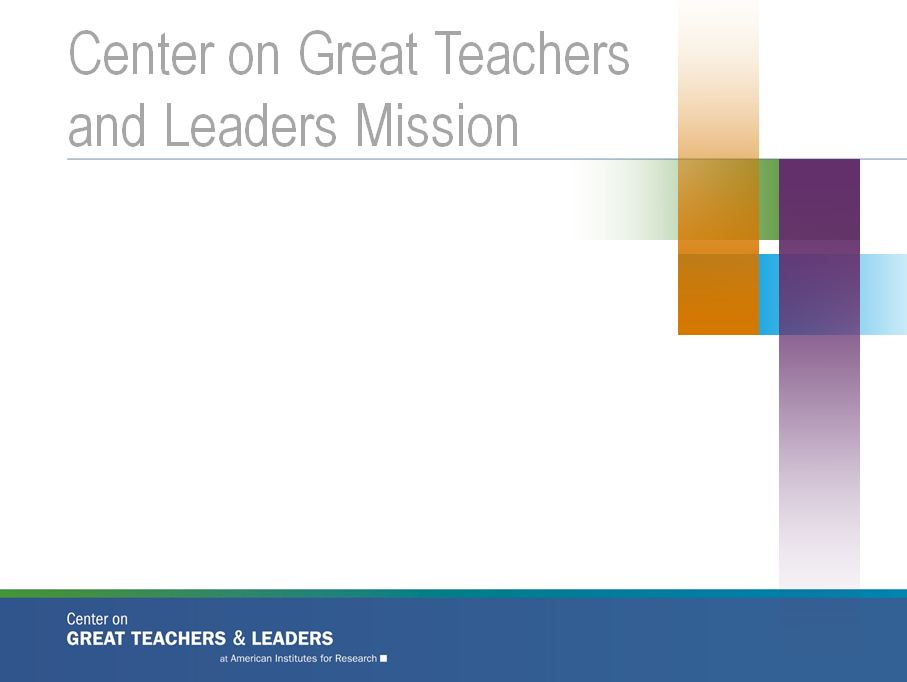 Center on Great Teachers
and Leaders Mission
Center on
GREAT TEACHERS & LEADERS
at American Institutes for Research